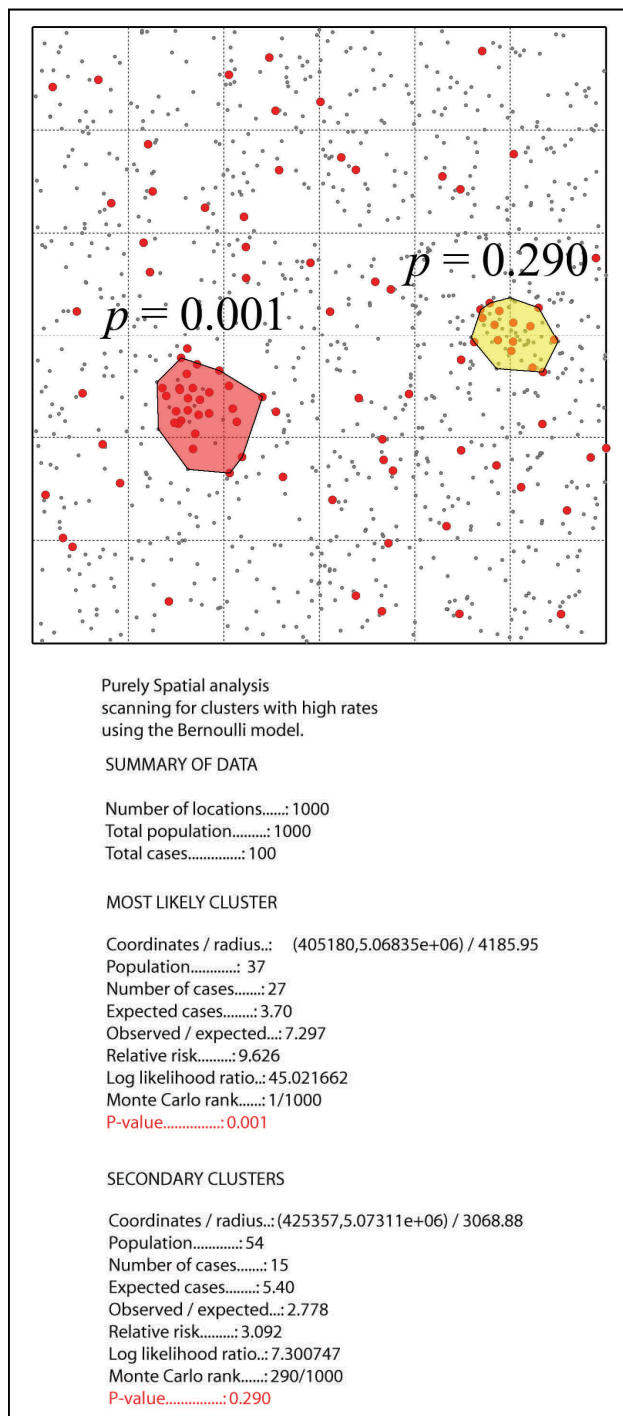 p = 0.290
p = 0.001
Purely Spatial analysis
scanning for clusters with high rates
using the Bernoulli model.
SUMMARY OF DATA
Number of locations......: 1000
Total population.........: 1000
Total cases..............: 100
MOST LIKELY CLUSTER
Coordinates / radius..: (405180,5.06835e+06) / 4185.95
Population............: 37
Number of cases.......: 27
Expected cases........: 3.70
Observed / expected...: 7.297
Relative risk.........: 9.626
Log likelihood ratio..: 45.021662
Monte Carlo rank......: 1/1000
P-value...............: 0.001
SECONDARY CLUSTERS
Coordinates / radius..: (425357,5.07311e+06) / 3068.88
Population............: 54
Number of cases.......: 15
Expected cases........: 5.40
Observed / expected...: 2.778
Relative risk.........: 3.092
Log likelihood ratio..: 7.300747
Monte Carlo rank......: 290/1000
P-value...............: 0.290